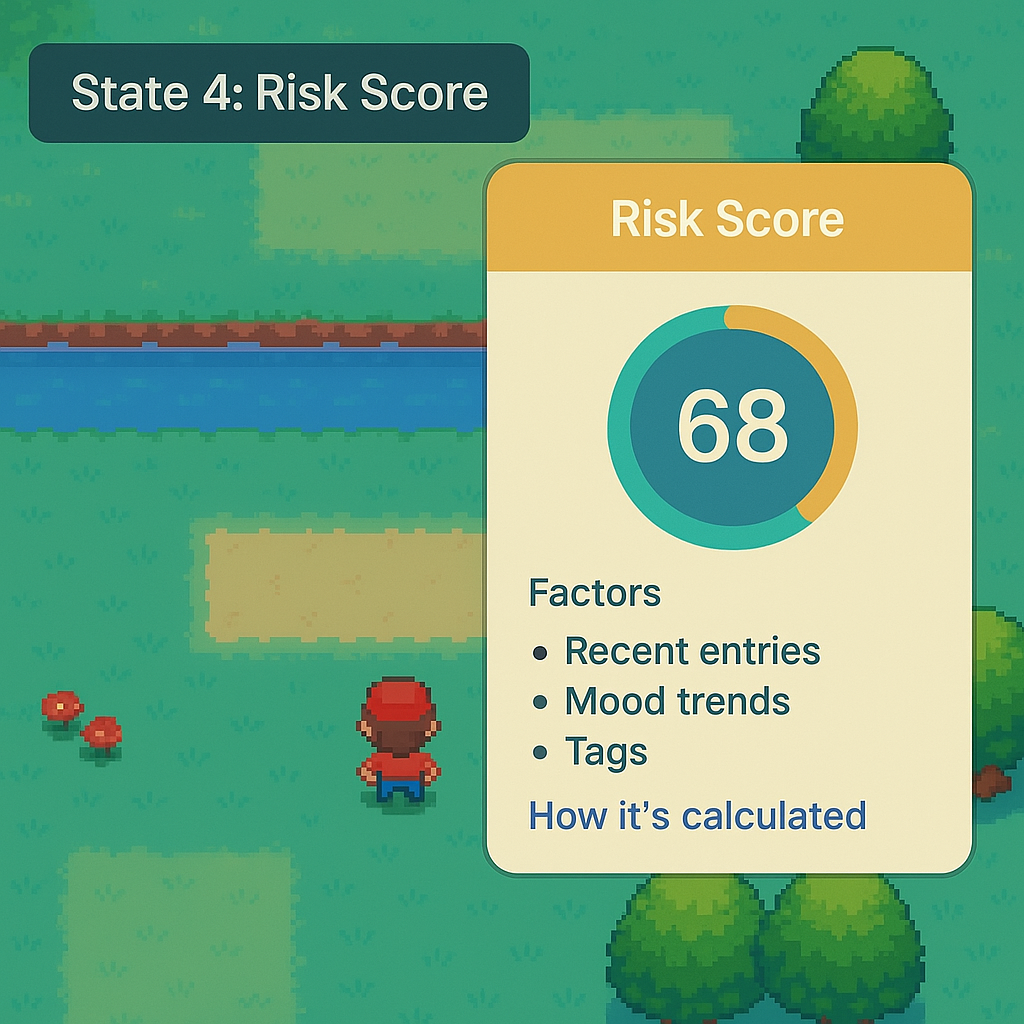 State 4: Risk Score
Risk Score
68
Factors
• Recent entries
• Mood trends
• Tags
How it’s calculated